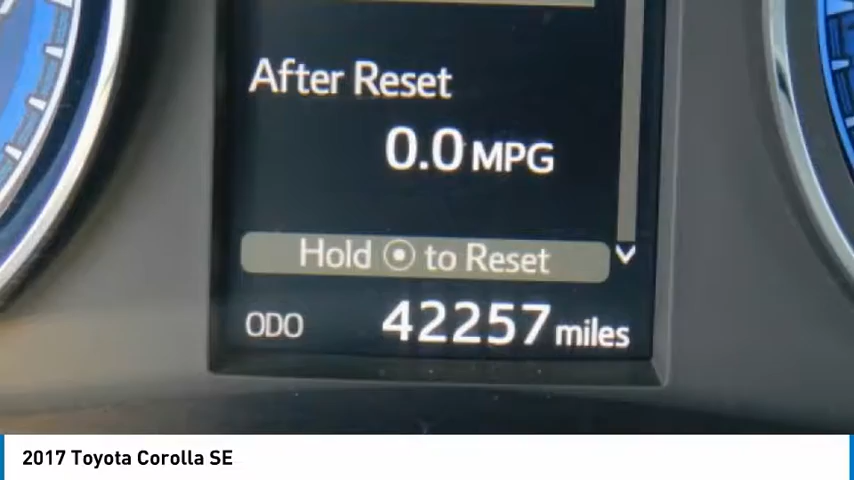 After Reset
0.0 MPG
Hold to Reset
ODO 42257 miles
2017 Toyota Corolla SE